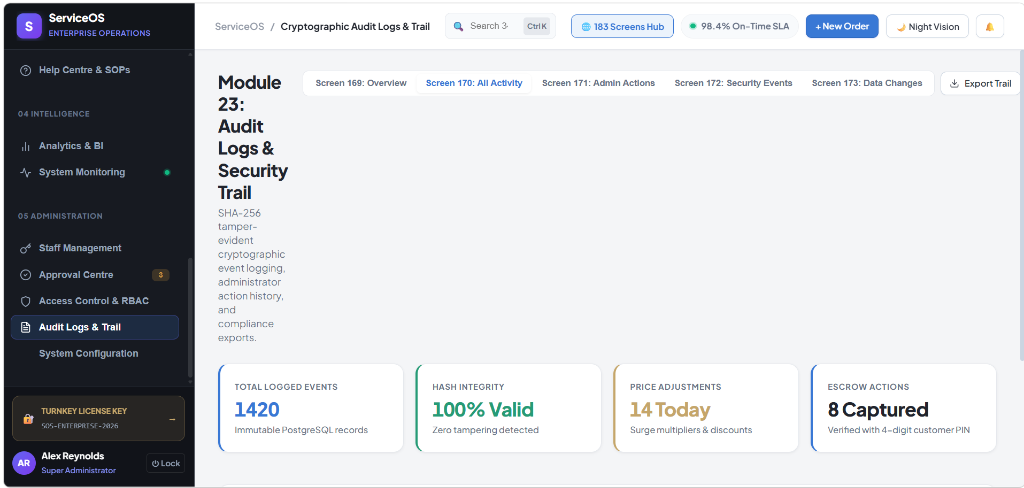 S
ServiceOS
ENTERPRISE OPERATIONS
Help Centre & SOPs
04 INTELLIGENCE
Analytics & BI
System Monitoring
05 ADMINISTRATION
Staff Management
Approval Centre 3
Access Control & RBAC
Audit Logs & Trail
System Configuration
TURNKEY LICENSE KEY →
SOS-ENTERPRISE-2026
AR
Alex Reynolds
Super Administrator
Lock
ServiceOS / Cryptographic Audit Logs & Trail
Search Ctrl K
183 Screens Hub
98.4% On-Time SLA
+ New Order
Night Vision
Module
23:
Audit
Logs &
Security
Trail
SHA-256
tamper-
evident
cryptographic
event logging,
administrator
action history,
and
compliance
exports.
Screen 169: Overview
Screen 170: All Activity
Screen 171: Admin Actions
Screen 172: Security Events
Screen 173: Data Changes
Export Trail
TOTAL LOGGED EVENTS
1420
Immutable PostgreSQL records
HASH INTEGRITY
100% Valid
Zero tampering detected
PRICE ADJUSTMENTS
14 Today
Surge multipliers & discounts
ESCROW ACTIONS
8 Captured
Verified with 4-digit customer PIN